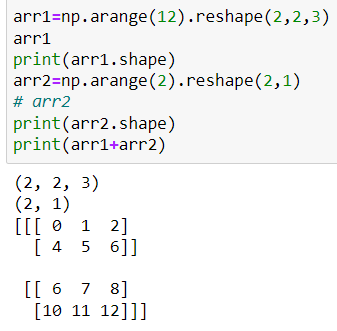 arr1=np.arange(12).reshape(2,2,3)
arr1
print(arr1.shape)
arr2=np.arange(2).reshape(2,1)
# arr2
print(arr2.shape)
print(arr1+arr2)
(2, 2, 3)
(2, 1)
[[[ 0  1  2]
  [ 4  5  6]]

 [[ 6  7  8]
  [10 11 12]]]